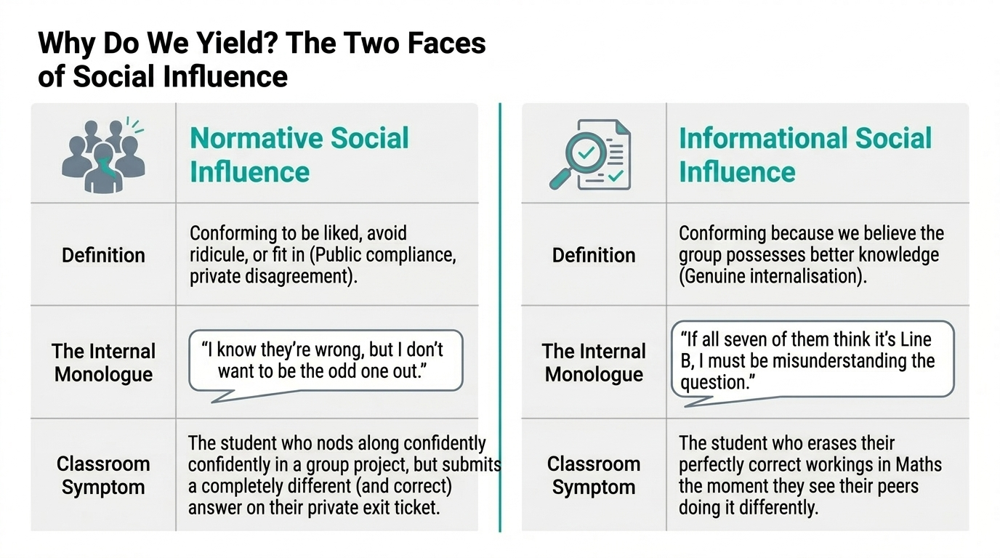 Why Do We Yield? The Two Faces
of Social Influence
Normative Social
Influence
Definition
Conforming to be liked, avoid
ridicule, or fit in (Public compliance,
private disagreement).
The Internal
Monologue
“I know they’re wrong, but I don’t
want to be the odd one out.”
Classroom
Symptom
The student who nods along confidently
confidently in a group project, but submits
a completely different (and correct)
answer on their private exit ticket.
Informational Social
Influence
Definition
Conforming because we believe the
group possesses better knowledge
(Genuine internalisation).
The Internal
Monologue
“If all seven of them think it’s Line
B, I must be misunderstanding the
question.”
Classroom
Symptom
The student who erases their
perfectly correct workings in Maths
the moment they see their peers
doing it differently.